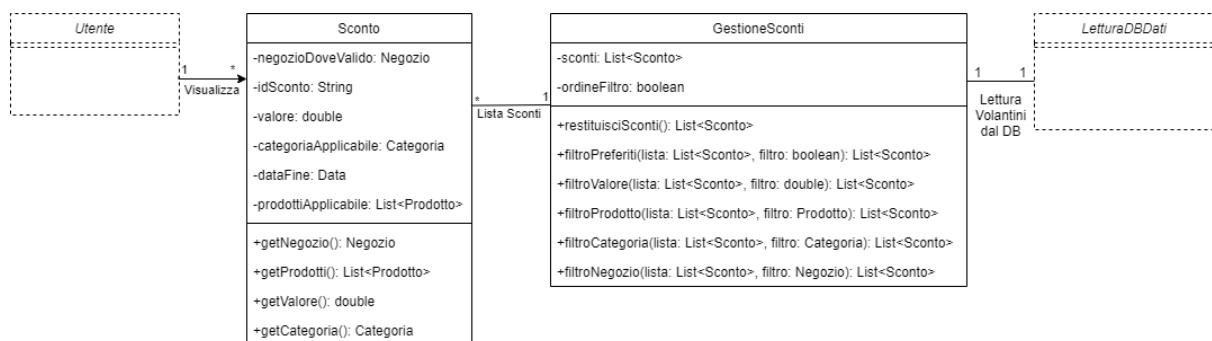 Utente
1
*
Visualizza
Sconto
-negozioDoveValido: Negozio
-idSconto: String
-valore: double
-categoriaApplicabile: Categoria
-dataFine: Data
-prodottiApplicabile: List<Prodotto>
+getNegozio(): Negozio
+getProdotti(): List<Prodotto>
+getValore(): double
+getCategoria(): Categoria
*
1
Lista Sconti
GestioneSconti
-sconti: List<Sconto>
-ordineFiltro: boolean
+restituisciSconti(): List<Sconto>
+filtroPreferiti(lista: List<Sconto>, filtro: boolean): List<Sconto>
+filtroValore(lista: List<Sconto>, filtro: double): List<Sconto>
+filtroProdotto(lista: List<Sconto>, filtro: Prodotto): List<Sconto>
+filtroCategoria(lista: List<Sconto>, filtro: Categoria): List<Sconto>
+filtroNegozio(lista: List<Sconto>, filtro: Negozio): List<Sconto>
1
1
Lettura
Volantini
dal DB
LetturaDBDati